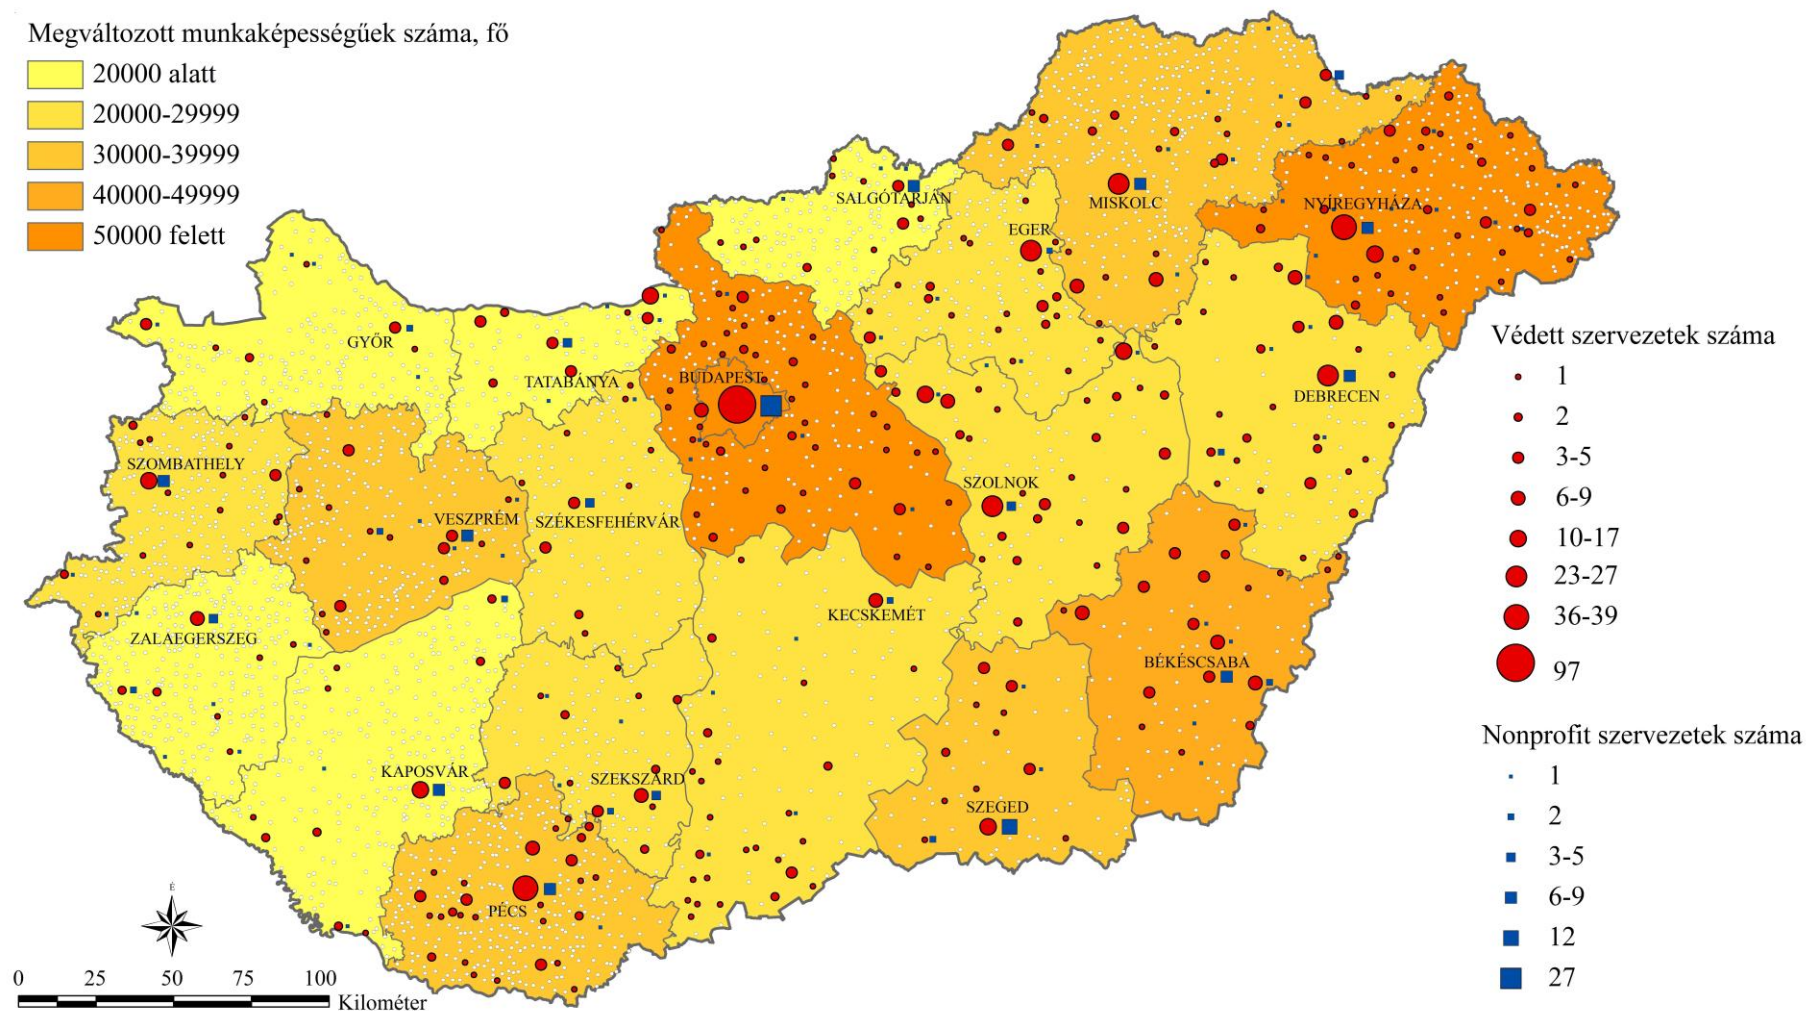 Megváltozott munkaképességűek száma, fő
20000 alatt
20000-29999
30000-39999
40000-49999
50000 felett
SALGÓTARJÁN
MISKOLC
NYÍREGYHÁZA
EGER
GYŐR
TATABÁNYA
BUDAPEST
DEBRECEN
SZOMBATHELY
VESZPRÉM
SZÉKESFEHÉRVÁR
SZOLNOK
ZALAEGERSZEG
KECSKEMÉT
BÉKÉSCSABA
KAPOSVÁR
SZEKSZÁRD
SZEGED
PÉCS
Védett szervezetek száma
1
2
3-5
6-9
10-17
23-27
36-39
97
Nonprofit szervezetek száma
1
2
3-5
6-9
12
27
É
0 25 50 75 100
Kilométer